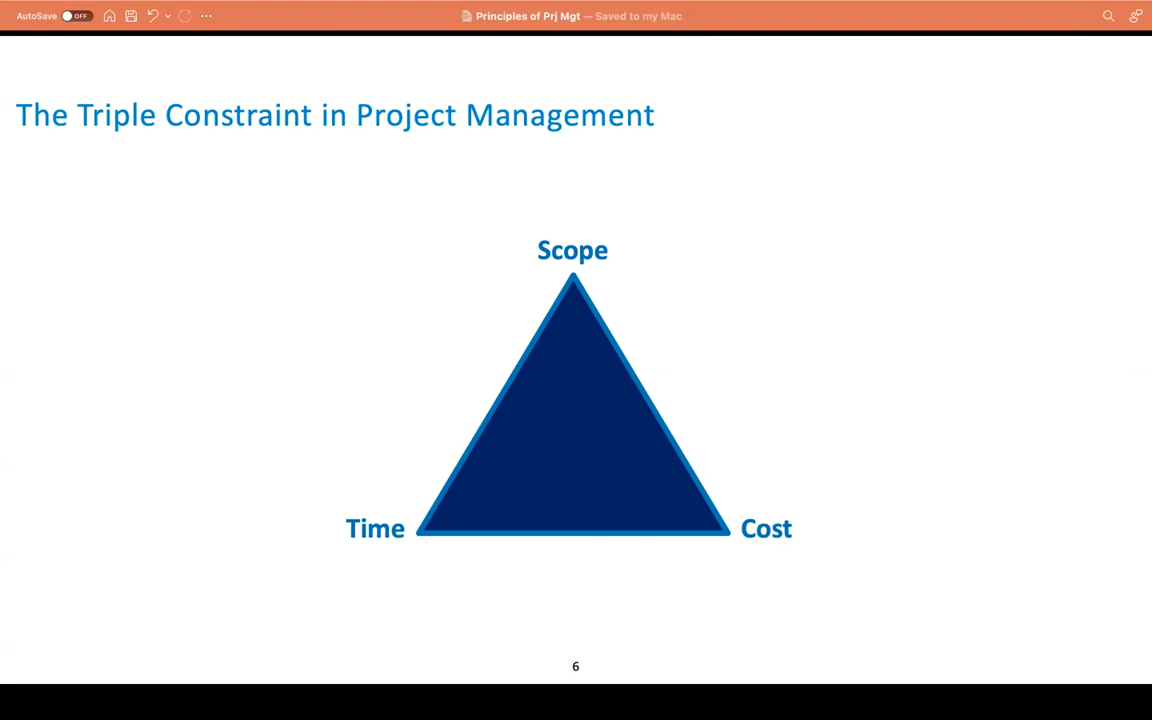 AutoSave OFF
Principles of Prj Mgt — Saved to my Mac
The Triple Constraint in Project Management
Scope
Time
Cost
6